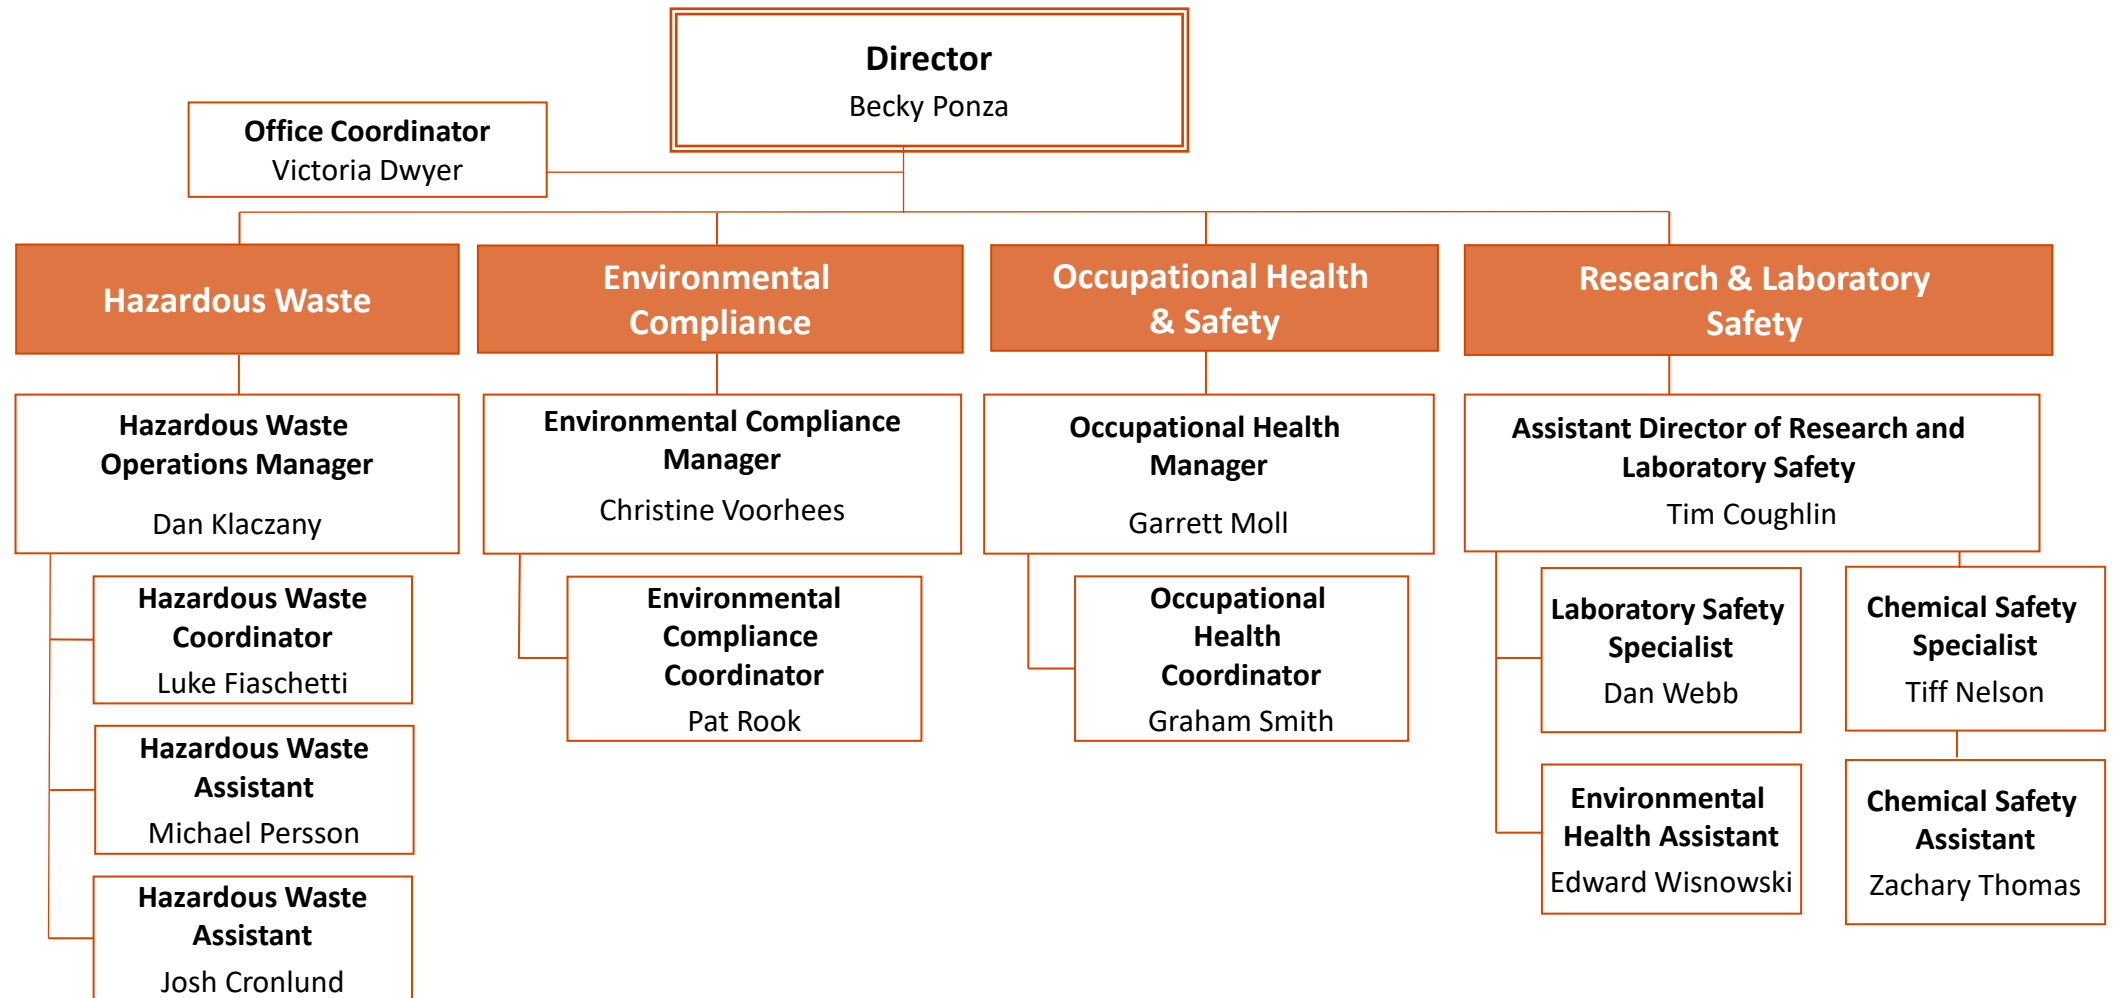 Director
Becky Ponza
Office Coordinator
Victoria Dwyer
Hazardous Waste
Environmental
Compliance
Occupational Health
& Safety
Research & Laboratory
Safety
Hazardous Waste
Operations Manager
Dan Klaczany
Environmental Compliance
Manager
Christine Voorhees
Occupational Health
Manager
Garrett Moll
Assistant Director of Research and
Laboratory Safety
Tim Coughlin
Hazardous Waste
Coordinator
Luke Fiaschetti
Hazardous Waste
Assistant
Michael Persson
Hazardous Waste
Assistant
Josh Cronlund
Environmental
Compliance
Coordinator
Pat Rook
Occupational
Health
Coordinator
Graham Smith
Laboratory Safety
Specialist
Dan Webb
Environmental
Health Assistant
Edward Wisnowski
Chemical Safety
Specialist
Tiff Nelson
Chemical Safety
Assistant
Zachary Thomas